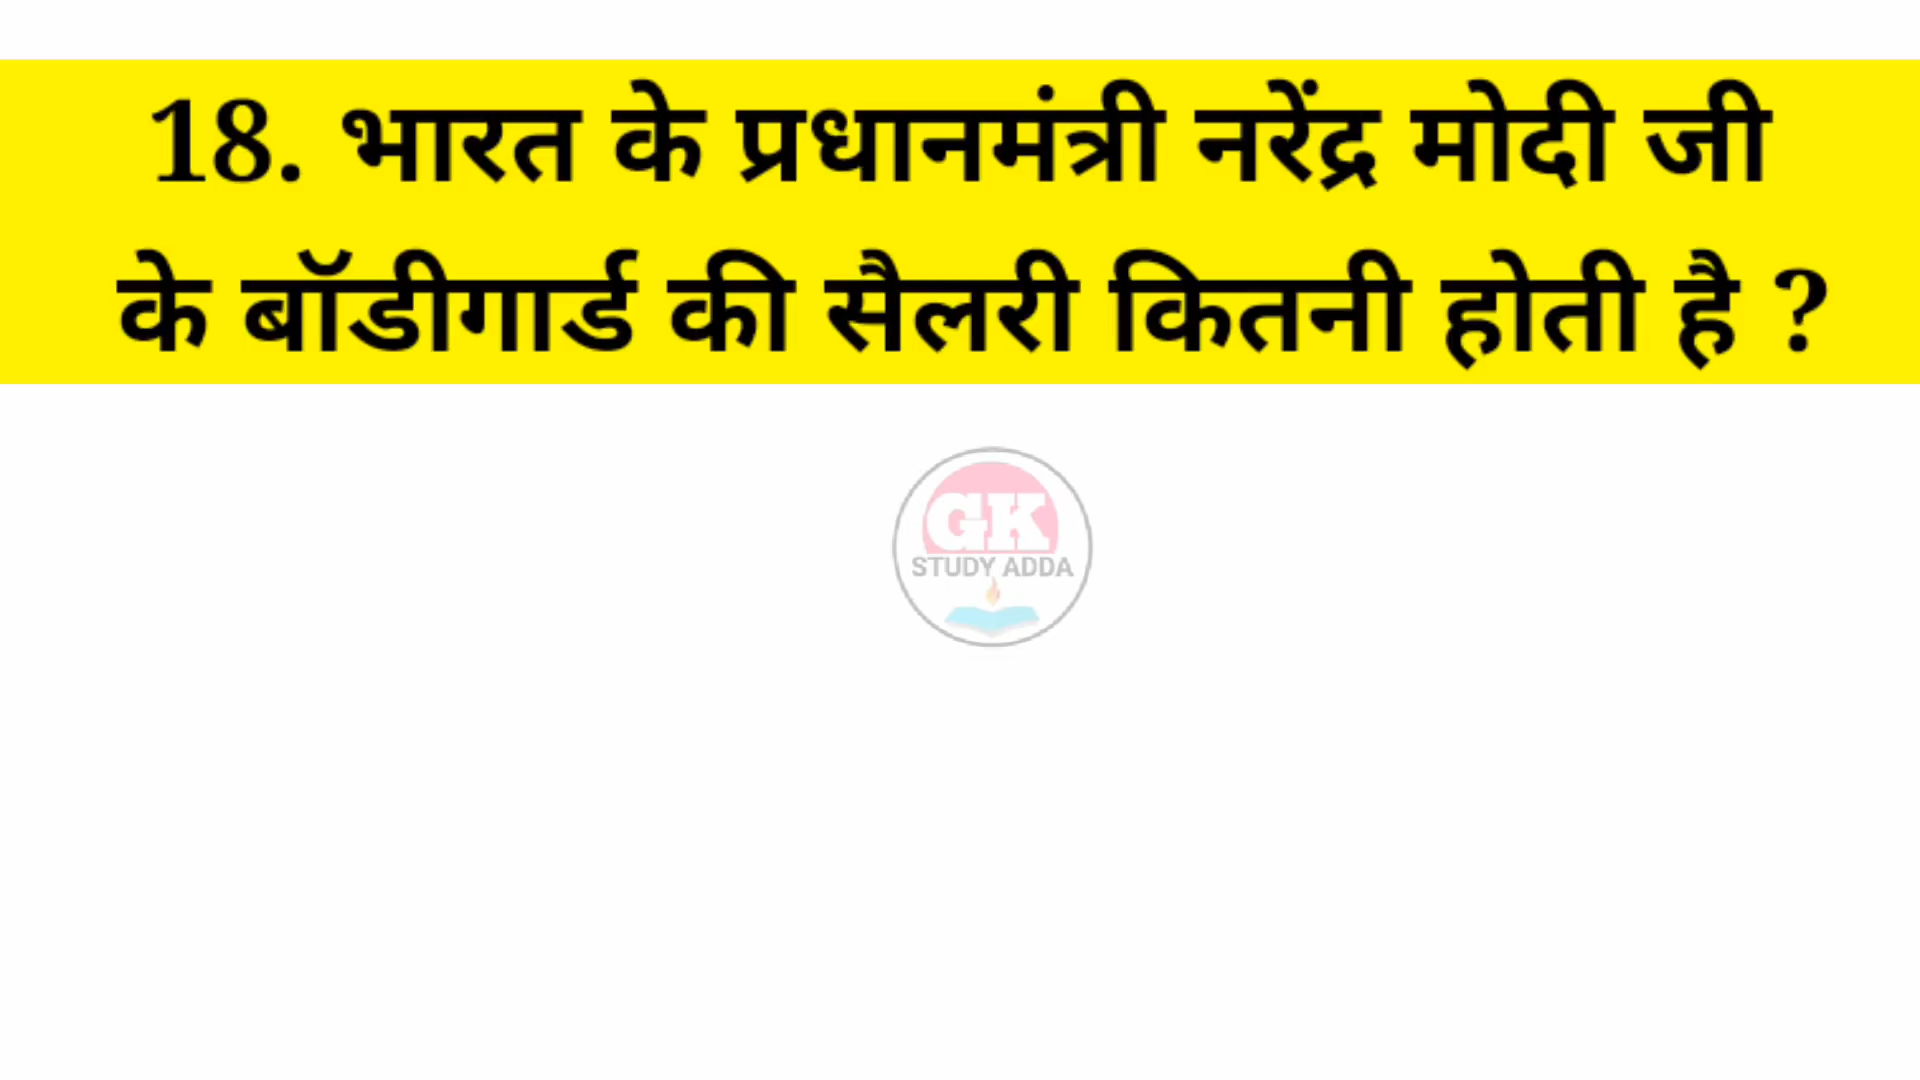 18. भारत के प्रधानमंत्री नरेंद्र मोदी जी
के बॉडीगार्ड की सैलरी कितनी होती है ?
GK
STUDY ADDA